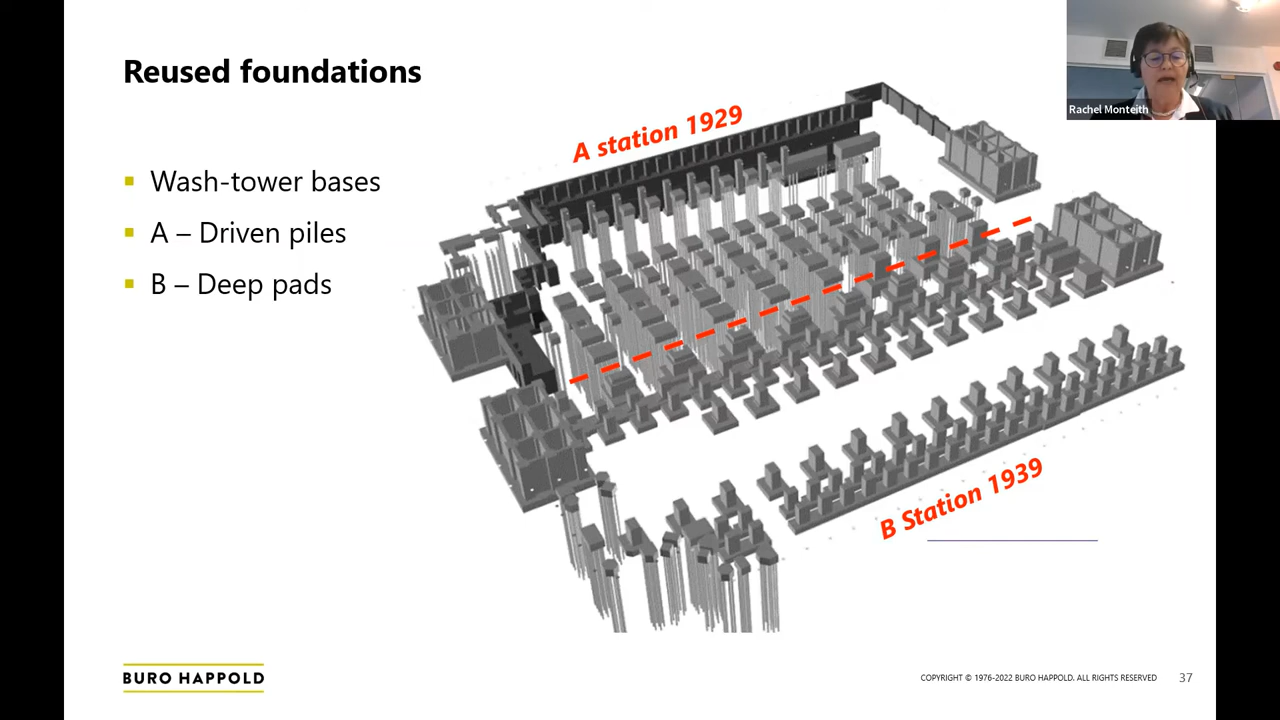 Reused foundations
Wash-tower bases
A – Driven piles
B – Deep pads
A station 1929
B Station 1939
Rachel Monteith
BURO HAPPOLD
COPYRIGHT © 1976-2022 BURO HAPPOLD. ALL RIGHTS RESERVED
37